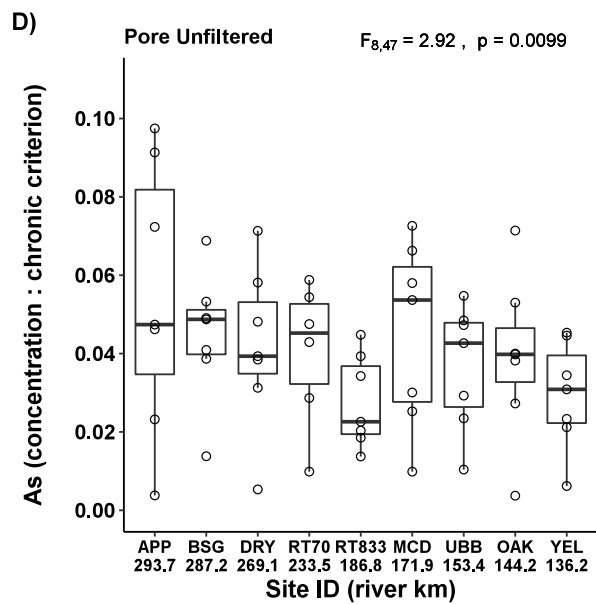 D)
Pore Unfiltered
F8,47 = 2.92 , p = 0.0099
As (concentration : chronic criterion)
0.10
0.08
0.06
0.04
0.02
0.00
APP BSG DRY RT70 RT833 MCD UBB OAK YEL
293.7 287.2 269.1 233.5 186.8 171.9 153.4 144.2 136.2
Site ID (river km)